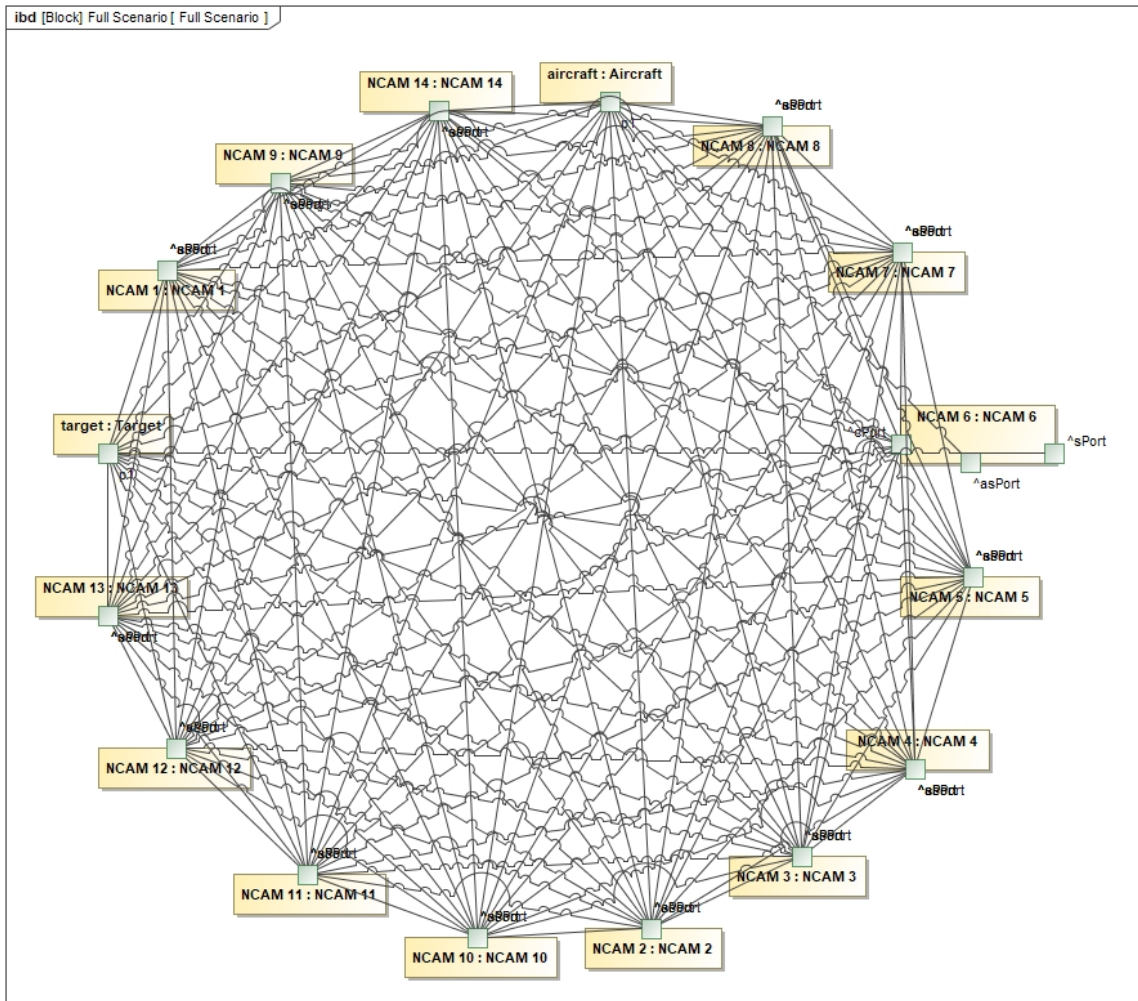 ibd [Block] Full Scenario [ Full Scenario ]
aircraft : Aircraft
NCAM 14 : NCAM 14
p1
NCAM 8 : NCAM 8
NCAM 9 : NCAM 9
NCAM 7 : NCAM 7
NCAM 1 : NCAM 1
NCAM 6 : NCAM 6
target : Target
^cPort
^sPort
p1
^asPort
NCAM 13 : NCAM 13
NCAM 5 : NCAM 5
NCAM 4 : NCAM 4
NCAM 12 : NCAM 12
NCAM 3 : NCAM 3
NCAM 11 : NCAM 11
NCAM 2 : NCAM 2
NCAM 10 : NCAM 10